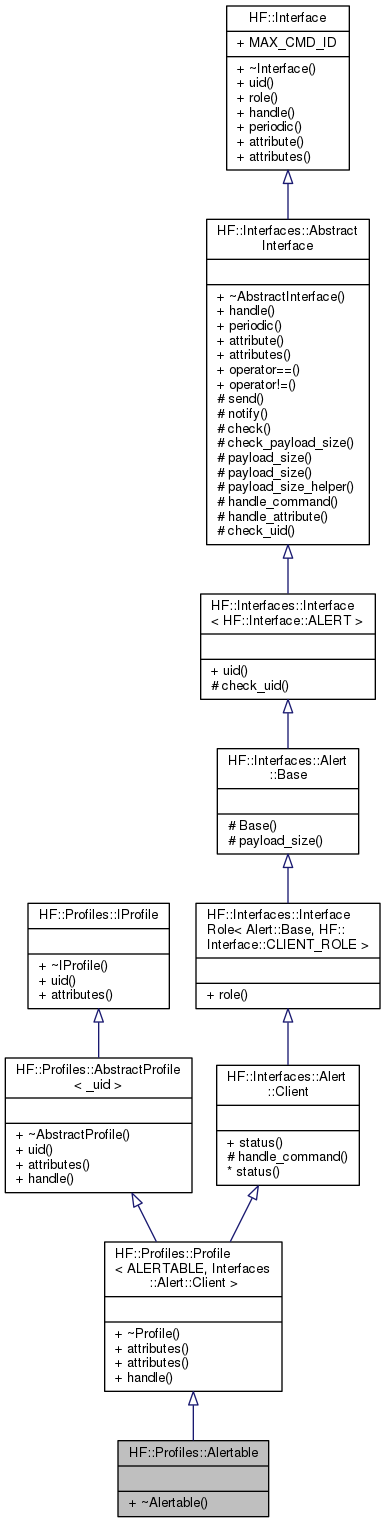 HF::Interface
+ MAX_CMD_ID
+ ~Interface()
+ uid()
+ role()
+ handle()
+ periodic()
+ attribute()
+ attributes()
HF::Interfaces::Abstract
Interface
+ ~AbstractInterface()
+ handle()
+ periodic()
+ attribute()
+ attributes()
+ operator==()
+ operator!=()
# send()
# notify()
# check()
# check_payload_size()
# payload_size()
# payload_size()
# payload_size_helper()
# handle_command()
# handle_attribute()
# check_uid()
HF::Interfaces::Interface
< HF::Interface::ALERT >
+ uid()
# check_uid()
HF::Interfaces::Alert
::Base
# Base()
# payload_size()
HF::Profiles::IProfile
+ ~IProfile()
+ uid()
+ attributes()
HF::Interfaces::Interface
Role< Alert::Base, HF::
Interface::CLIENT_ROLE >
+ role()
HF::Profiles::AbstractProfile
< _uid >
+ ~AbstractProfile()
+ uid()
+ attributes()
+ handle()
HF::Interfaces::Alert
::Client
+ status()
# handle_command()
* status()
HF::Profiles::Profile
< ALERTABLE, Interfaces
::Alert::Client >
+ ~Profile()
+ attributes()
+ attributes()
+ handle()
HF::Profiles::Alertable
+ ~Alertable()